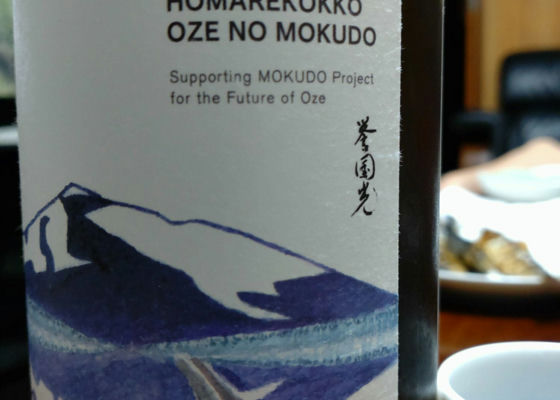 HOMAREKOKKO
OZE NO MOKUDO
Supporting MOKUDO Project
for the Future of Oze
誉国光